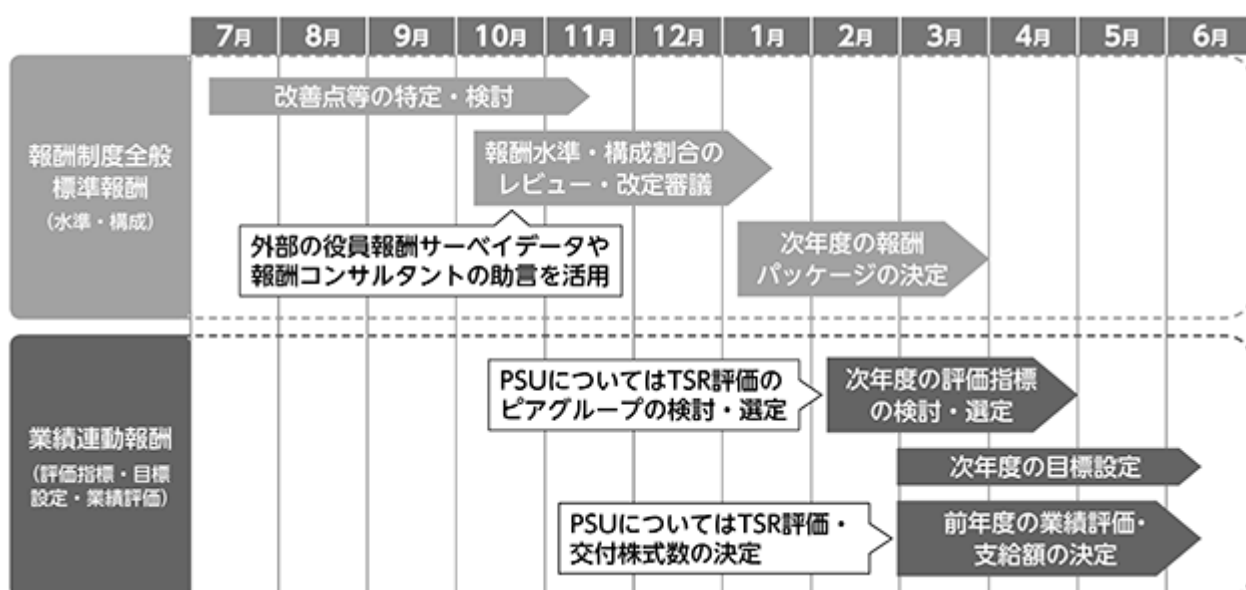 7月 8月 9月 10月 11月 12月 1月 2月 3月 4月 5月 6月
報酬制度全般
標準報酬
（水準・構成）
改善点等の特定・検討
報酬水準・構成割合の
レビュー・改定審議
外部の役員報酬サーベイデータや
報酬コンサルタントの助言を活用
次年度の報酬
パッケージの決定
業績連動報酬
（評価指標・目標
設定・業績評価）
PSUについてはTSR評価の
ピアグループの検討・選定
次年度の評価指標
の検討・選定
次年度の目標設定
PSUについてはTSR評価・
交付株式数の決定
前年度の業績評価・
支給額の決定